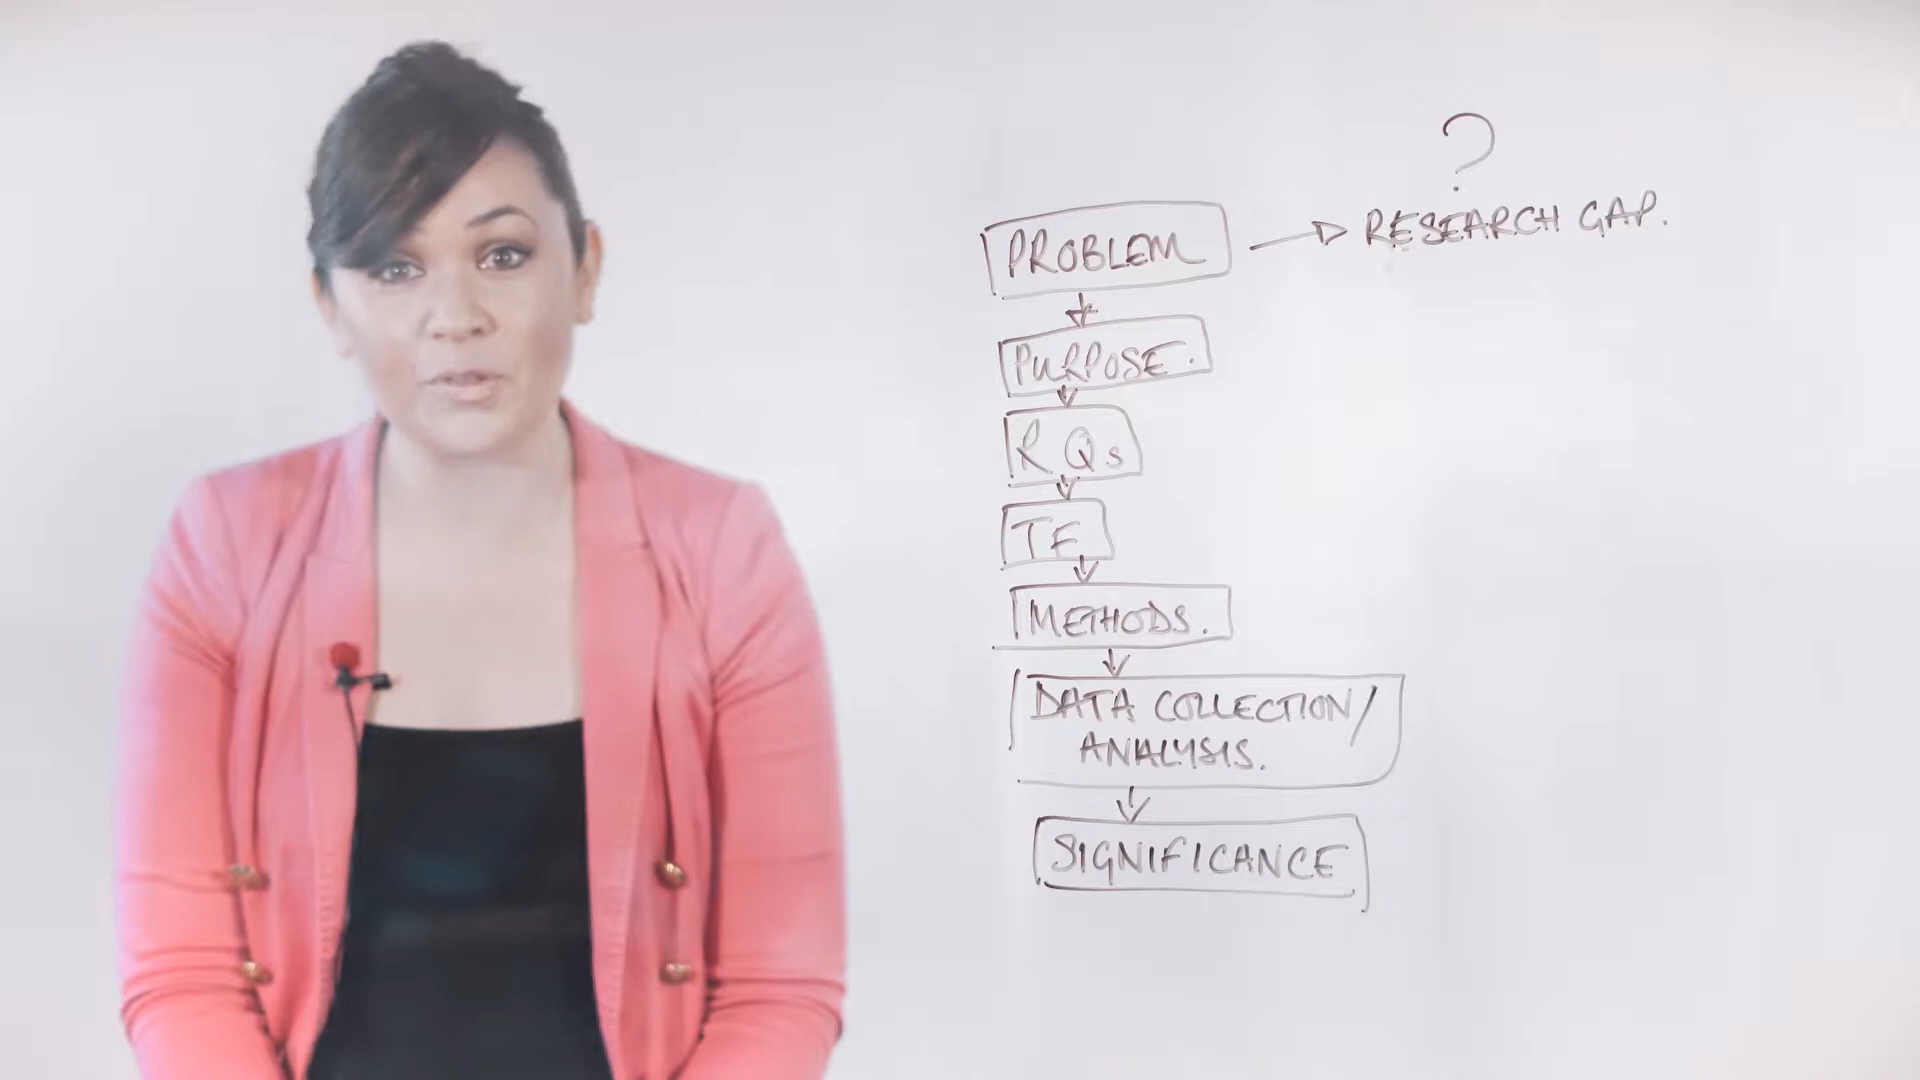 ?
PROBLEM → RESEARCH GAP.
PURPOSE.
RQs
TF
METHODS.
DATA COLLECTION/
ANALYSIS.
SIGNIFICANCE